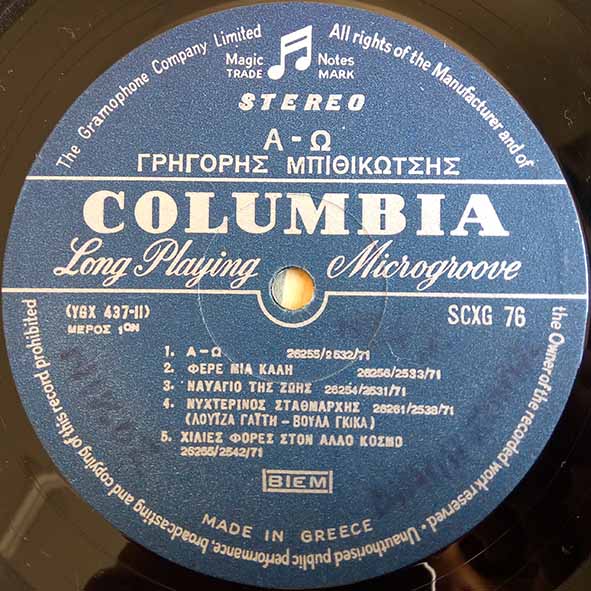 The Gramophone Company Limited
All rights of the Manufacturer and of
the Owner of the recorded work reserved • Unauthorised public performance, broadcasting and copying of this record prohibited
Magic Notes
TRADE MARK
STEREO
Α - Ω
ΓΡΗΓΟΡΗΣ ΜΠΙΘΙΚΩΤΣΗΣ
COLUMBIA
Long Playing Microgroove
(YGX 437-II)
ΜΕΡΟΣ 1ΟΝ
SCXG 76
1. Α-Ω 26255/2532/71
2. ΦΕΡΕ ΜΙΑ ΚΑΛΗ 26256/2533/71
3. ΝΑΥΑΓΙΟ ΤΗΣ ΖΩΗΣ 26254/2531/71
4. ΝΥΧΤΕΡΙΝΟΣ ΣΤΑΘΜΑΡΧΗΣ 26261/2538/71
(ΛΟΥΪΖΑ ΓΑΤΤΗ - ΒΟΥΛΑ ΓΚΙΚΑ)
5. ΧΙΛΙΕΣ ΦΟΡΕΣ ΣΤΟΝ ΑΛΛΟ ΚΟΣΜΟ
26265/2542/71
BIEM
MADE IN GREECE